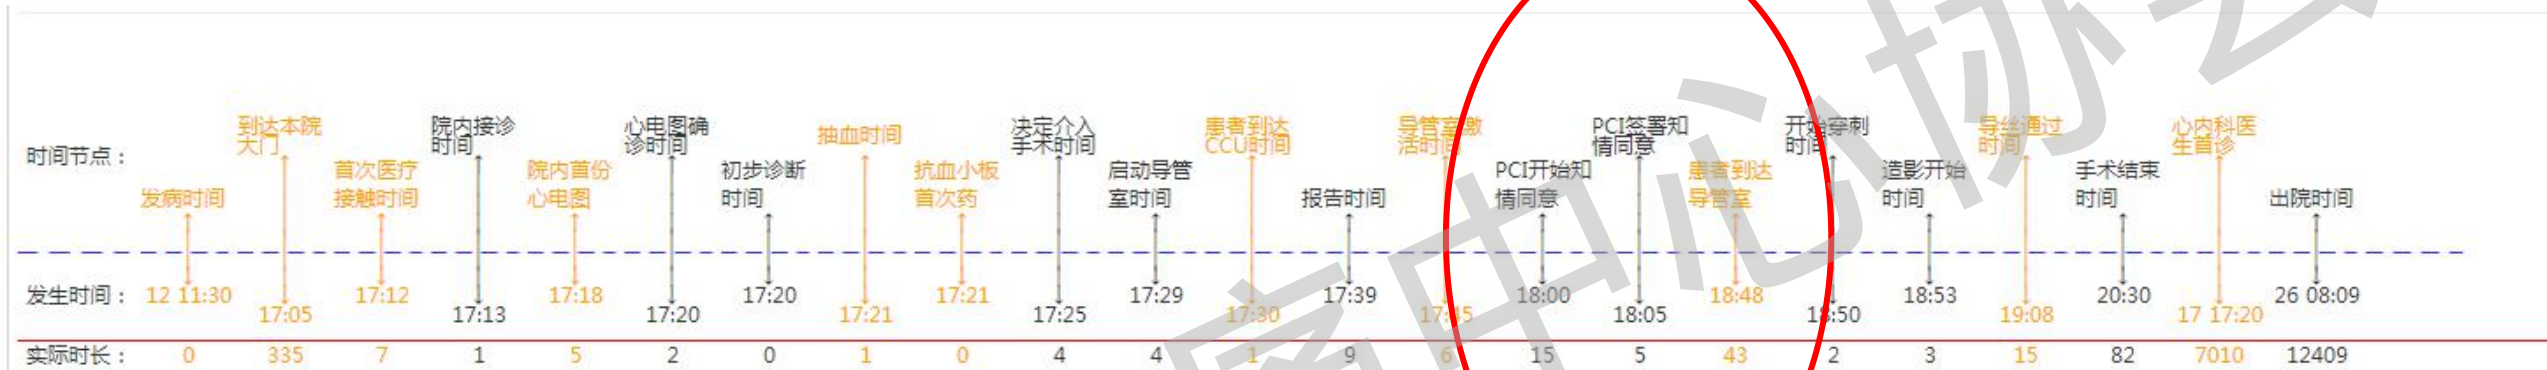 时间节点：
发病时间
到达本院
大门
首次医疗
接触时间
院内接诊
时间
院内首份
心电图
心电图确
诊时间
初步诊断
时间
抽血时间
抗血小板
首次药
决定介入
手术时间
启动导管
室时间
患者到达
CCU时间
报告时间
导管室激
活时间
PCI开始知
情同意
PCI签署知
情同意
患者到达
导管室
开始穿刺
时间
造影开始
时间
导丝通过
时间
手术结束
时间
心内科医
生首诊
出院时间
发生时间： 12 11:30 17:05 17:12 17:13 17:18 17:20 17:20 17:21 17:21 17:25 17:29 17:30 17:39 17:45 18:00 18:05 18:48 18:50 18:53 19:08 20:30 17 17:20 26 08:09
实际时长： 0 335 7 1 5 2 0 1 0 4 4 1 9 6 15 5 43 2 3 15 82 7010 12409
中心协会